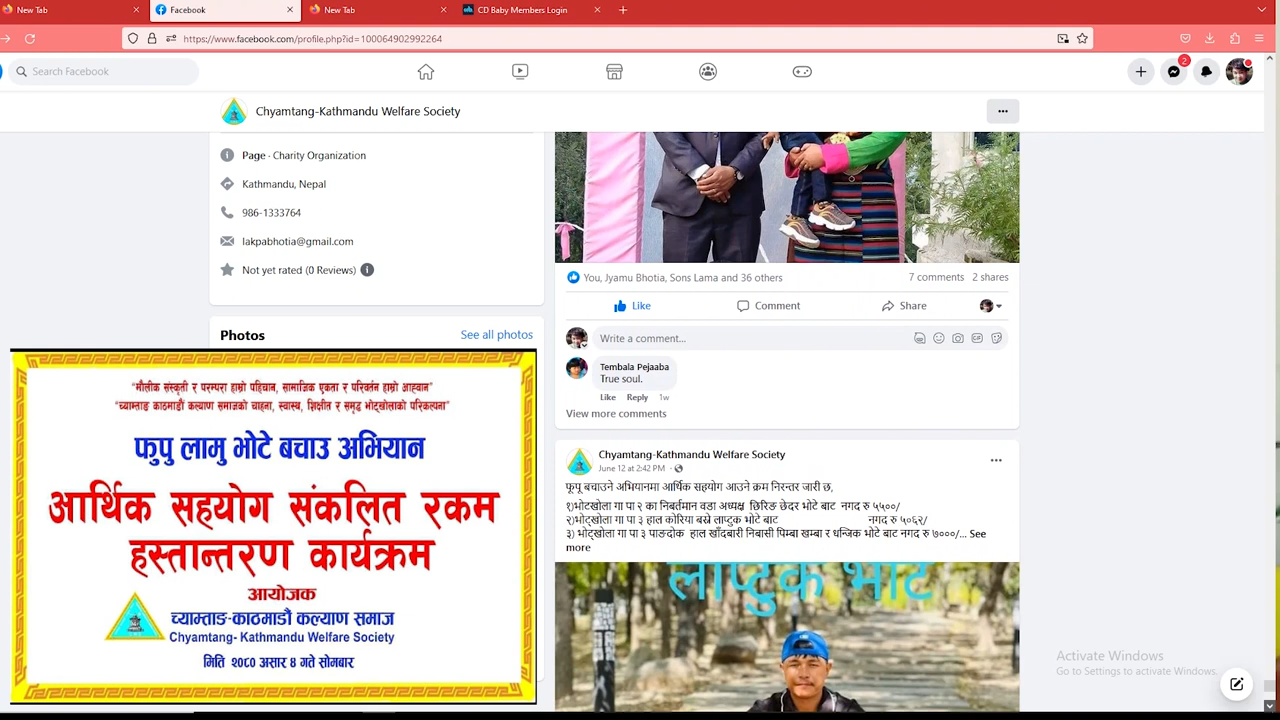 New Tab
Facebook
New Tab
CD Baby Members Login
https://www.facebook.com/profile.php?id=100064902992264
Search Facebook
2
Chyamtang-Kathmandu Welfare Society
Page · Charity Organization
Kathmandu, Nepal
986-1333764
lakpabhotia@gmail.com
Not yet rated (0 Reviews)
Photos
See all photos
"मौलीक संस्कृती र परम्परा हाम्रो पहिचान, सामाजिक एकता र परिवर्तन हाम्रो आह्वान"
"च्याम्ताङ काठमाडौं कल्याण समाजको चाहना, स्वास्थ, शिक्षीत र समृद्ध भोटखोलाको परिकल्पना"
फुपु लामु भोटे बचाउ अभियान
आर्थिक सहयोग संकलित रकम
हस्तान्तरण कार्यक्रम
आयोजक
च्याम्ताङ-काठमाडौं कल्याण समाज
Chyamtang- Kathmandu Welfare Society
मिति २०८० असार ४ गते सोमबार
You, Jyamu Bhotia, Sons Lama and 36 others
7 comments 2 shares
Like
Comment
Share
Write a comment...
Tembala Pejaaba
True soul.
Like Reply 1w
View more comments
Chyamtang-Kathmandu Welfare Society
June 12 at 2:42 PM ·
फूपू बचाउने अभियानमा आर्थिक सहयोग आउने क्रम निरन्तर जारी छ,
१)भोटखोला गा पा २ का निबर्तमान वडा अध्यक्ष छिरिङ छेदर भोटे बाट नगद रु ५५००/
२)भोट्खोला गा पा ३ हाल कोरिया बस्ने लाप्टुक भोटे बाट नगद रु ५०६२/
३) भोट्खोला गा पा ३ पाङदोक हाल खाँदबारी निबासी पिम्बा खम्बा र धन्जिक भोटे बाट नगद रु ७०००/... See
more
लाप्टुक भोटे
Activate Windows
Go to Settings to activate Windows.